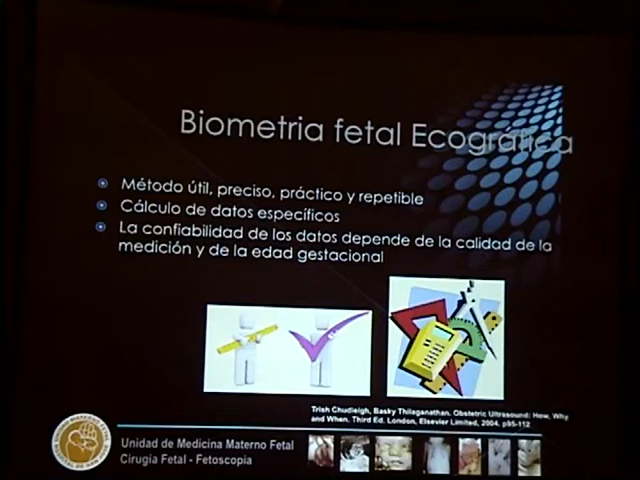 Biometria fetal Ecográfica
Método útil, preciso, práctico y repetible
Cálculo de datos específicos
La confiabilidad de los datos depende de la calidad de la
medición y de la edad gestacional
Trish Chudleigh, Basky Thilaganathan. Obstetric Ultrasound: How, Why
and When. Third Ed. London, Elsevier Limited, 2004. p95-112
Unidad de Medicina Materno Fetal
Cirugía Fetal - Fetoscopia